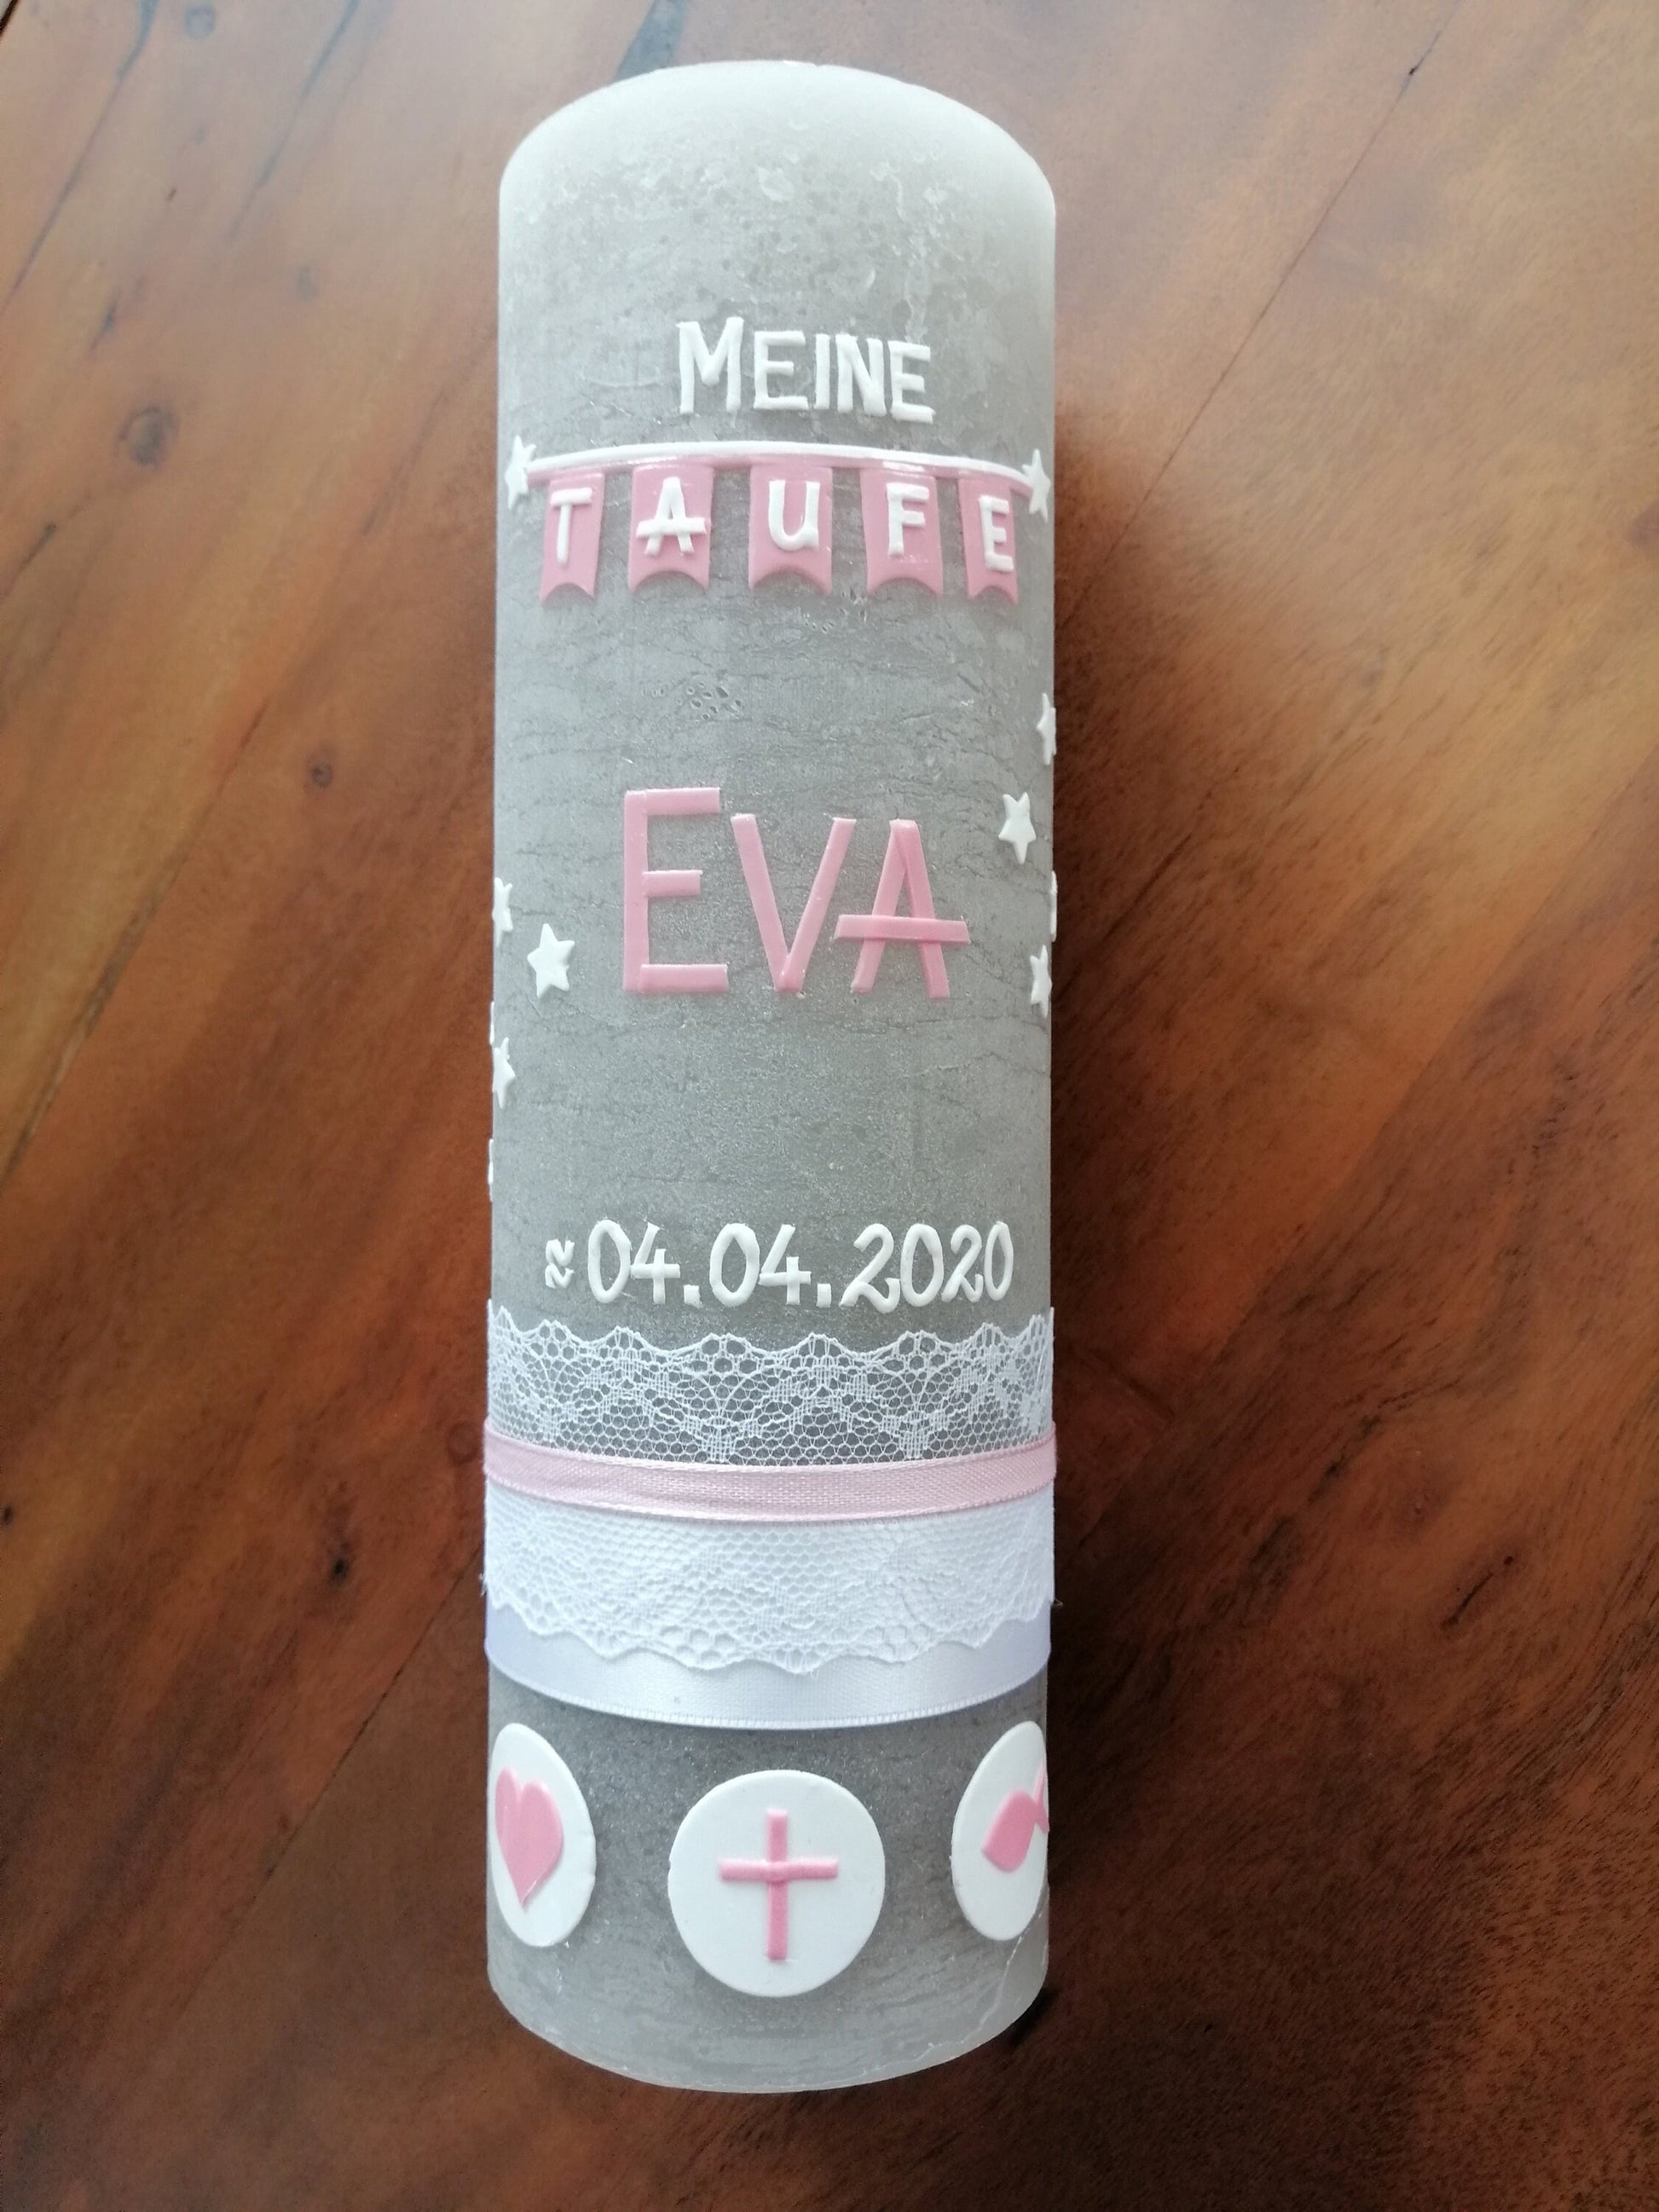 MEINE
TAUFE
EVA
≈ 04.04.2020